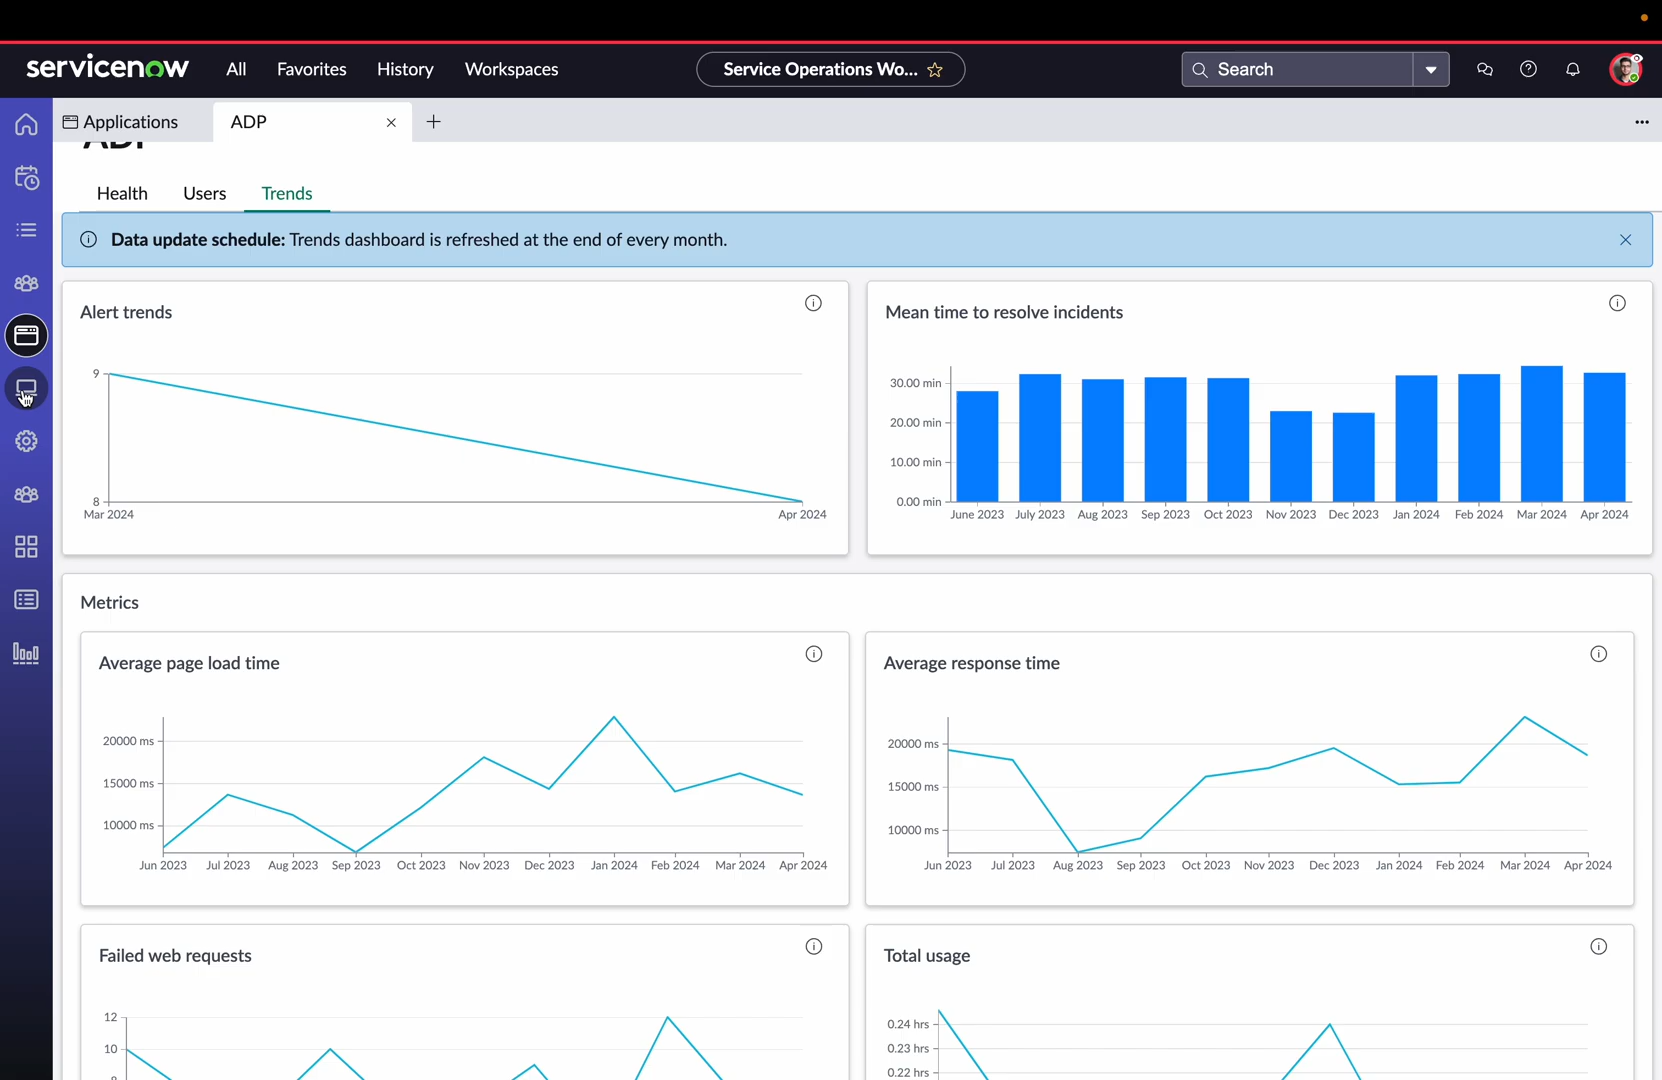 servicenow All Favorites History Workspaces Service Operations Wo... Search
Applications ADP
ADP
Health Users Trends
Data update schedule: Trends dashboard is refreshed at the end of every month.
Alert trends
9
8
Mar 2024 Apr 2024
Mean time to resolve incidents
30.00 min
20.00 min
10.00 min
0.00 min
June 2023 July 2023 Aug 2023 Sep 2023 Oct 2023 Nov 2023 Dec 2023 Jan 2024 Feb 2024 Mar 2024 Apr 2024
Metrics
Average page load time
20000 ms
15000 ms
10000 ms
Jun 2023 Jul 2023 Aug 2023 Sep 2023 Oct 2023 Nov 2023 Dec 2023 Jan 2024 Feb 2024 Mar 2024 Apr 2024
Average response time
20000 ms
15000 ms
10000 ms
Jun 2023 Jul 2023 Aug 2023 Sep 2023 Oct 2023 Nov 2023 Dec 2023 Jan 2024 Feb 2024 Mar 2024 Apr 2024
Failed web requests
12
10
8
Total usage
0.24 hrs
0.23 hrs
0.22 hrs